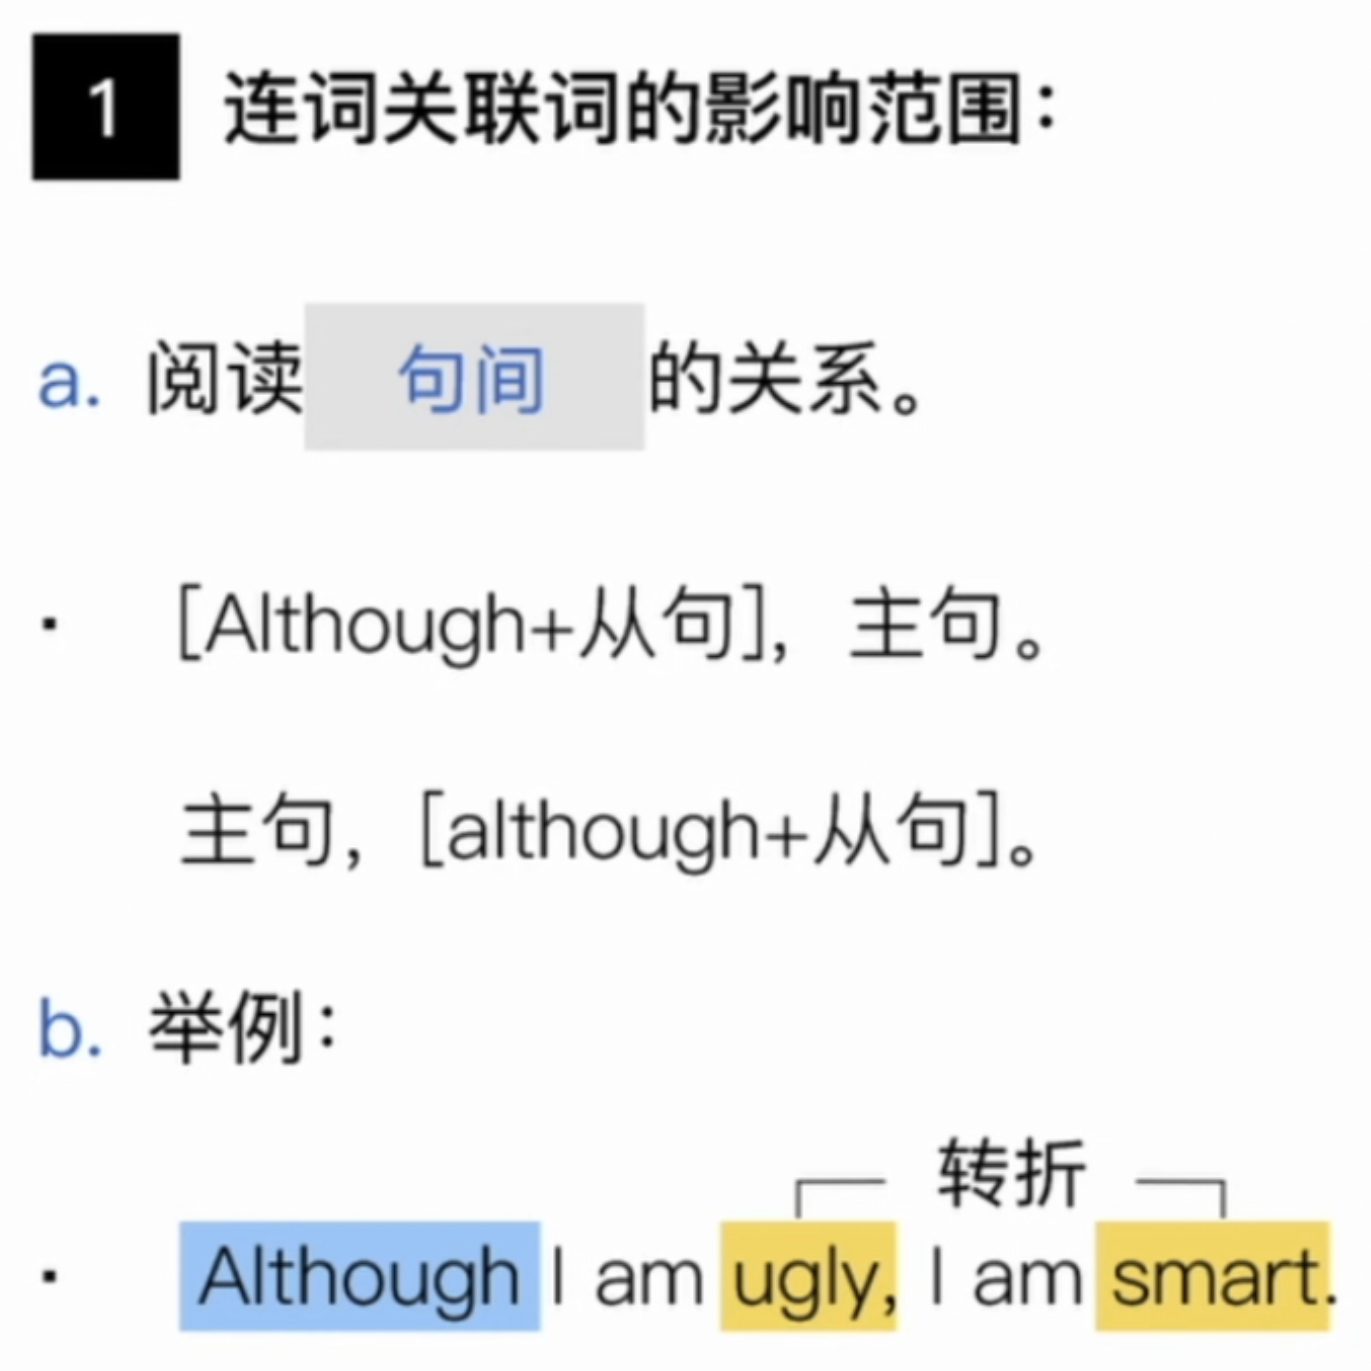 1 连词关联词的影响范围：
a. 阅读 句间 的关系。
· [Although+从句]，主句。
主句，[although+从句]。
b. 举例：
转折
· Although I am ugly, I am smart.